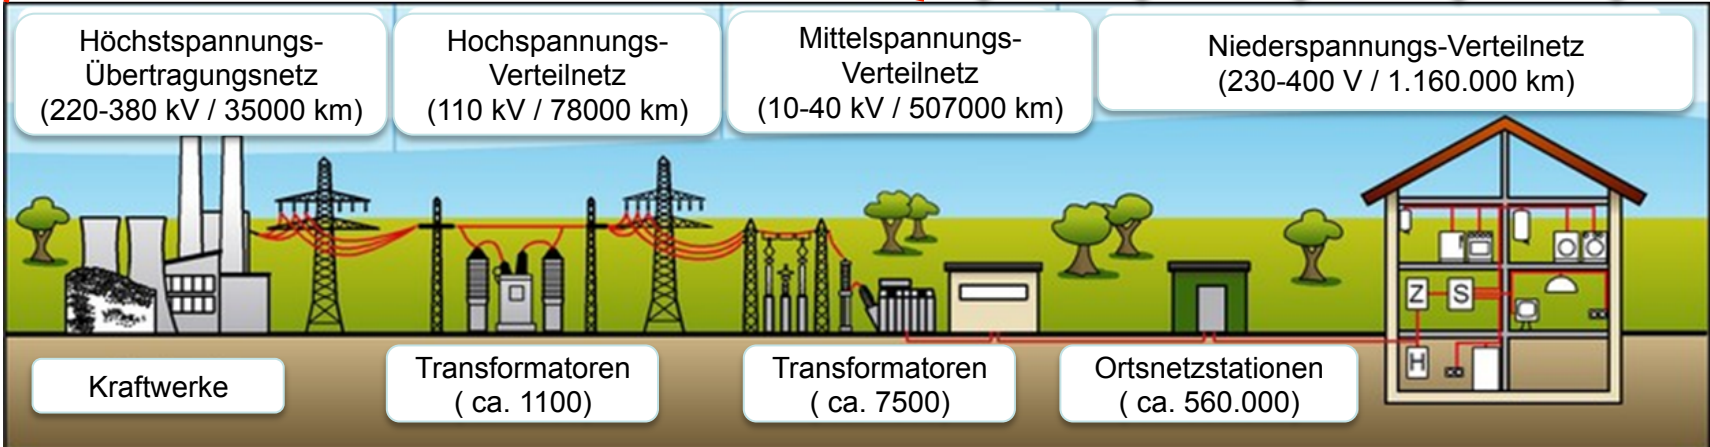 Höchstspannungs-
Übertragungsnetz
(220-380 kV / 35000 km)
Hochspannungs-
Verteilnetz
(110 kV / 78000 km)
Mittelspannungs-
Verteilnetz
(10-40 kV / 507000 km)
Niederspannungs-Verteilnetz
(230-400 V / 1.160.000 km)
Z
S
H
Kraftwerke
Transformatoren
( ca. 1100)
Transformatoren
( ca. 7500)
Ortsnetzstationen
( ca. 560.000)